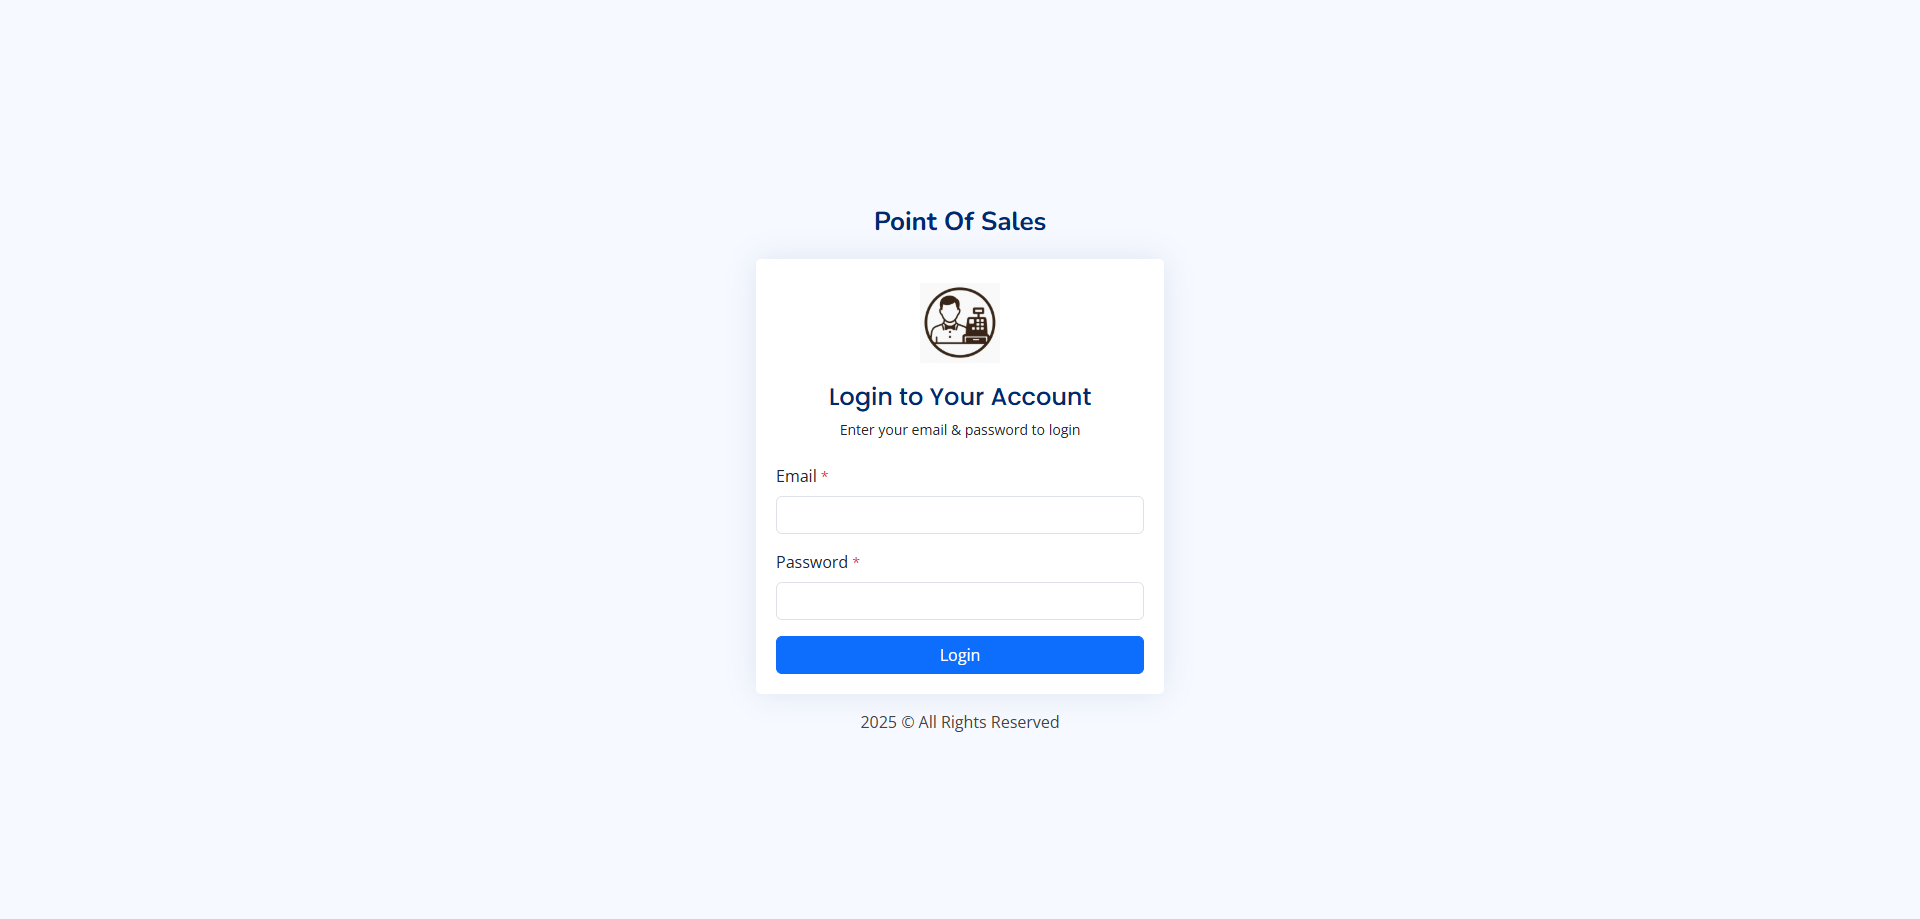 Point Of Sales
Login to Your Account
Enter your email & password to login
Email *
Password *
Login
2025 © All Rights Reserved